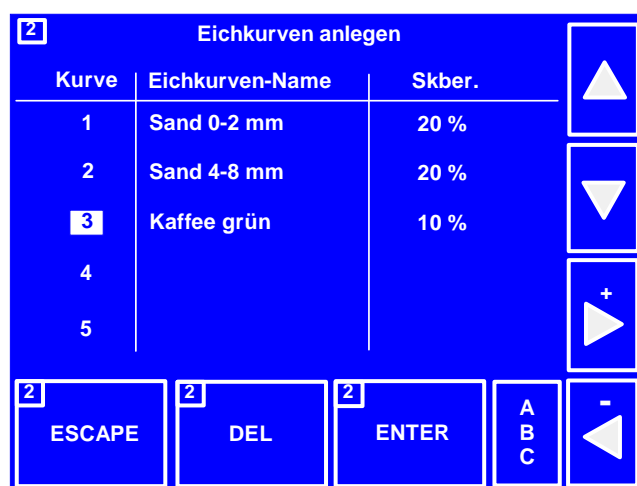 2
Eichkurven anlegen
Kurve Eichkurven-Name Skber.
1 Sand 0-2 mm 20 %
2 Sand 4-8 mm 20 %
3 Kaffee grün 10 %
4
5
+
2 ESCAPE
2 DEL
2 ENTER
A
B
C
-